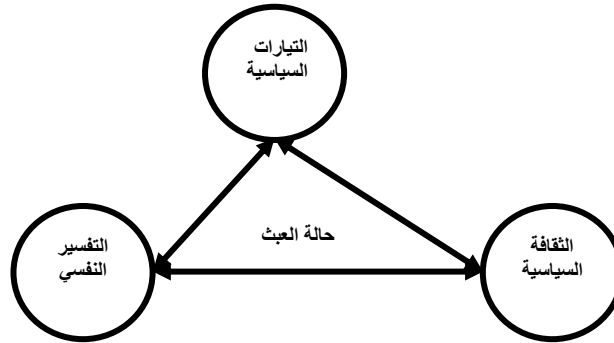 التيارات
السياسية
حالة العبث
التفسير
النفسي
الثقافة
السياسية